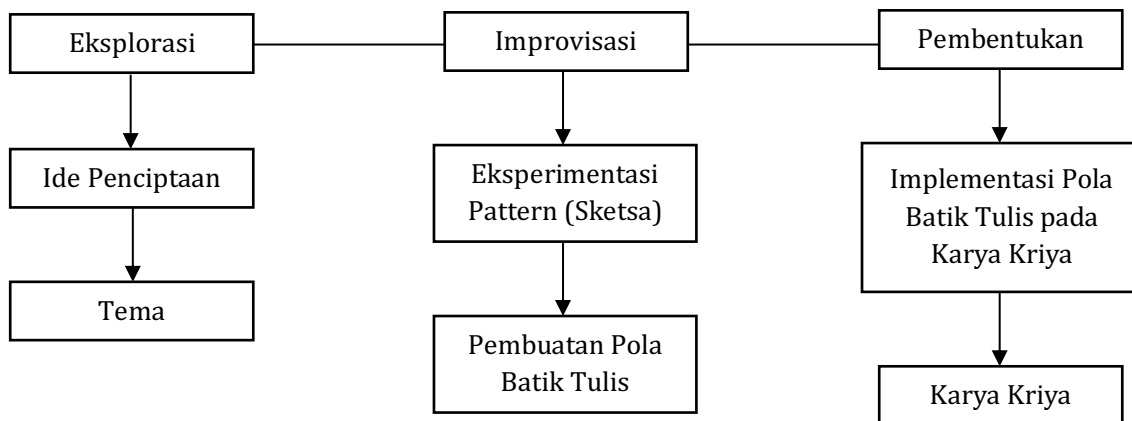 Eksplorasi
Improvisasi
Pembentukan
Ide Penciptaan
Eksperimentasi
Pattern (Sketsa)
Implementasi Pola
Batik Tulis pada
Karya Kriya
Tema
Pembuatan Pola
Batik Tulis
Karya Kriya